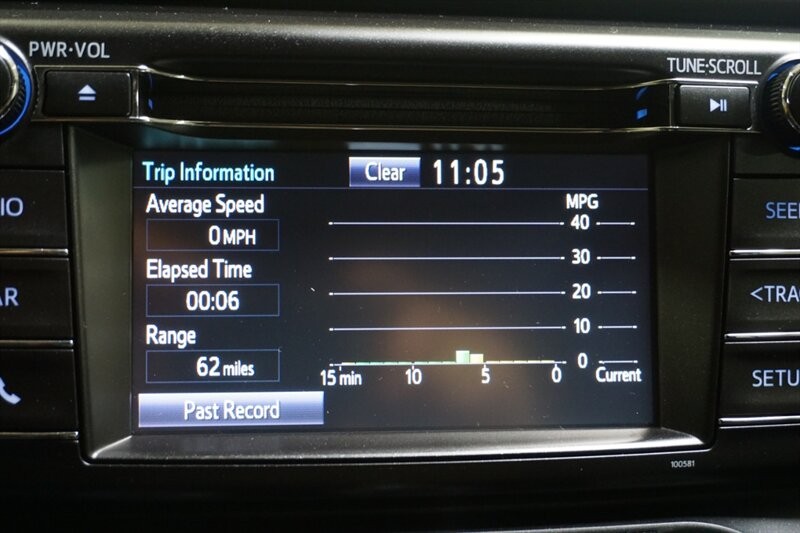 PWR·VOL
TUNE·SCROLL
Trip Information
Clear
11:05
Average Speed
0 MPH
Elapsed Time
00:06
Range
62 miles
Past Record
MPG
40
30
20
10
0
15 min 10 5 0 Current
SEE
<TRA
SETU
IO
AR
100581